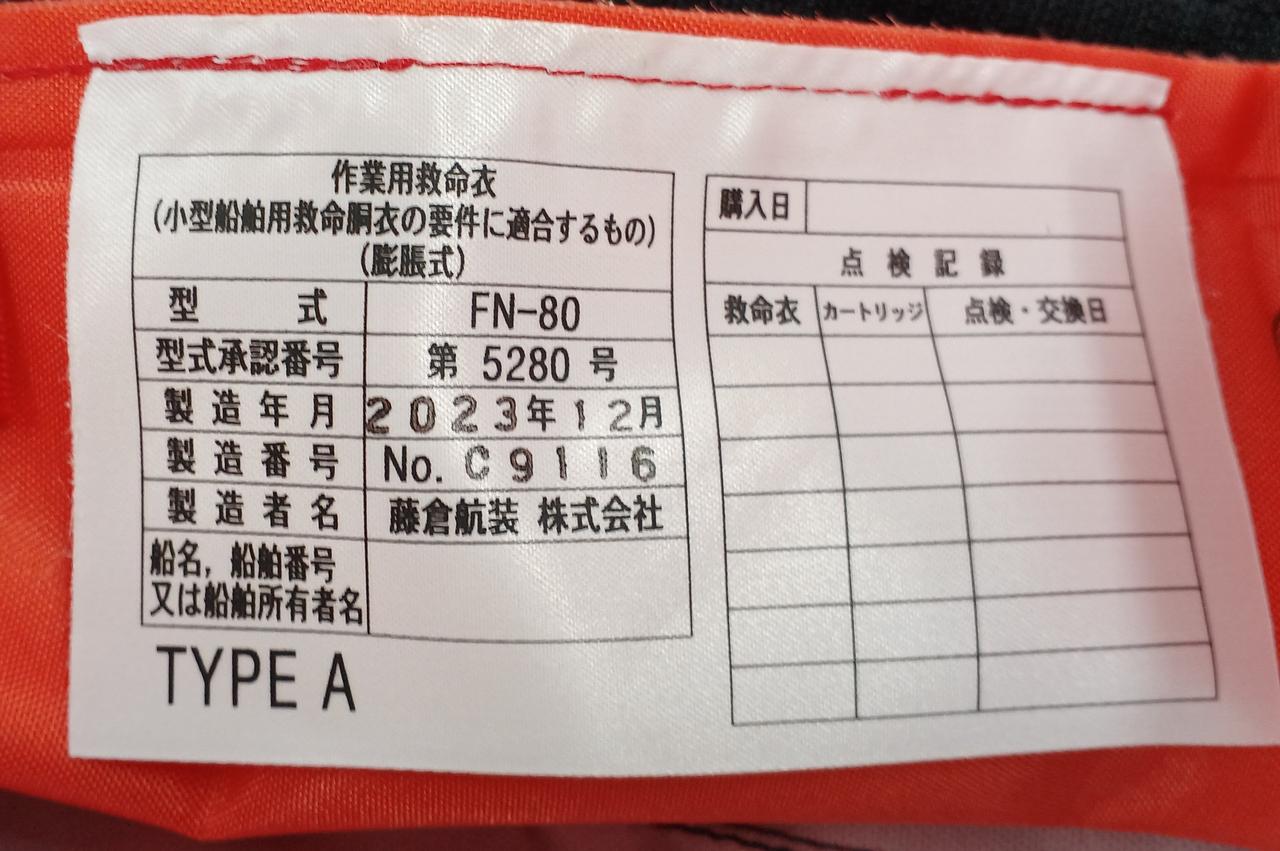 作業用救命衣
(小型船舶用救命胴衣の要件に適合するもの)
(膨脹式)
型 式 FN-80
型式承認番号 第 5280 号
製造年月 2023年12月
製造番号 No. C9116
製造者名 藤倉航装 株式会社
船名，船舶番号
又は船舶所有者名
TYPE A
購入日
点検記録
救命衣 カートリッジ 点検・交換日